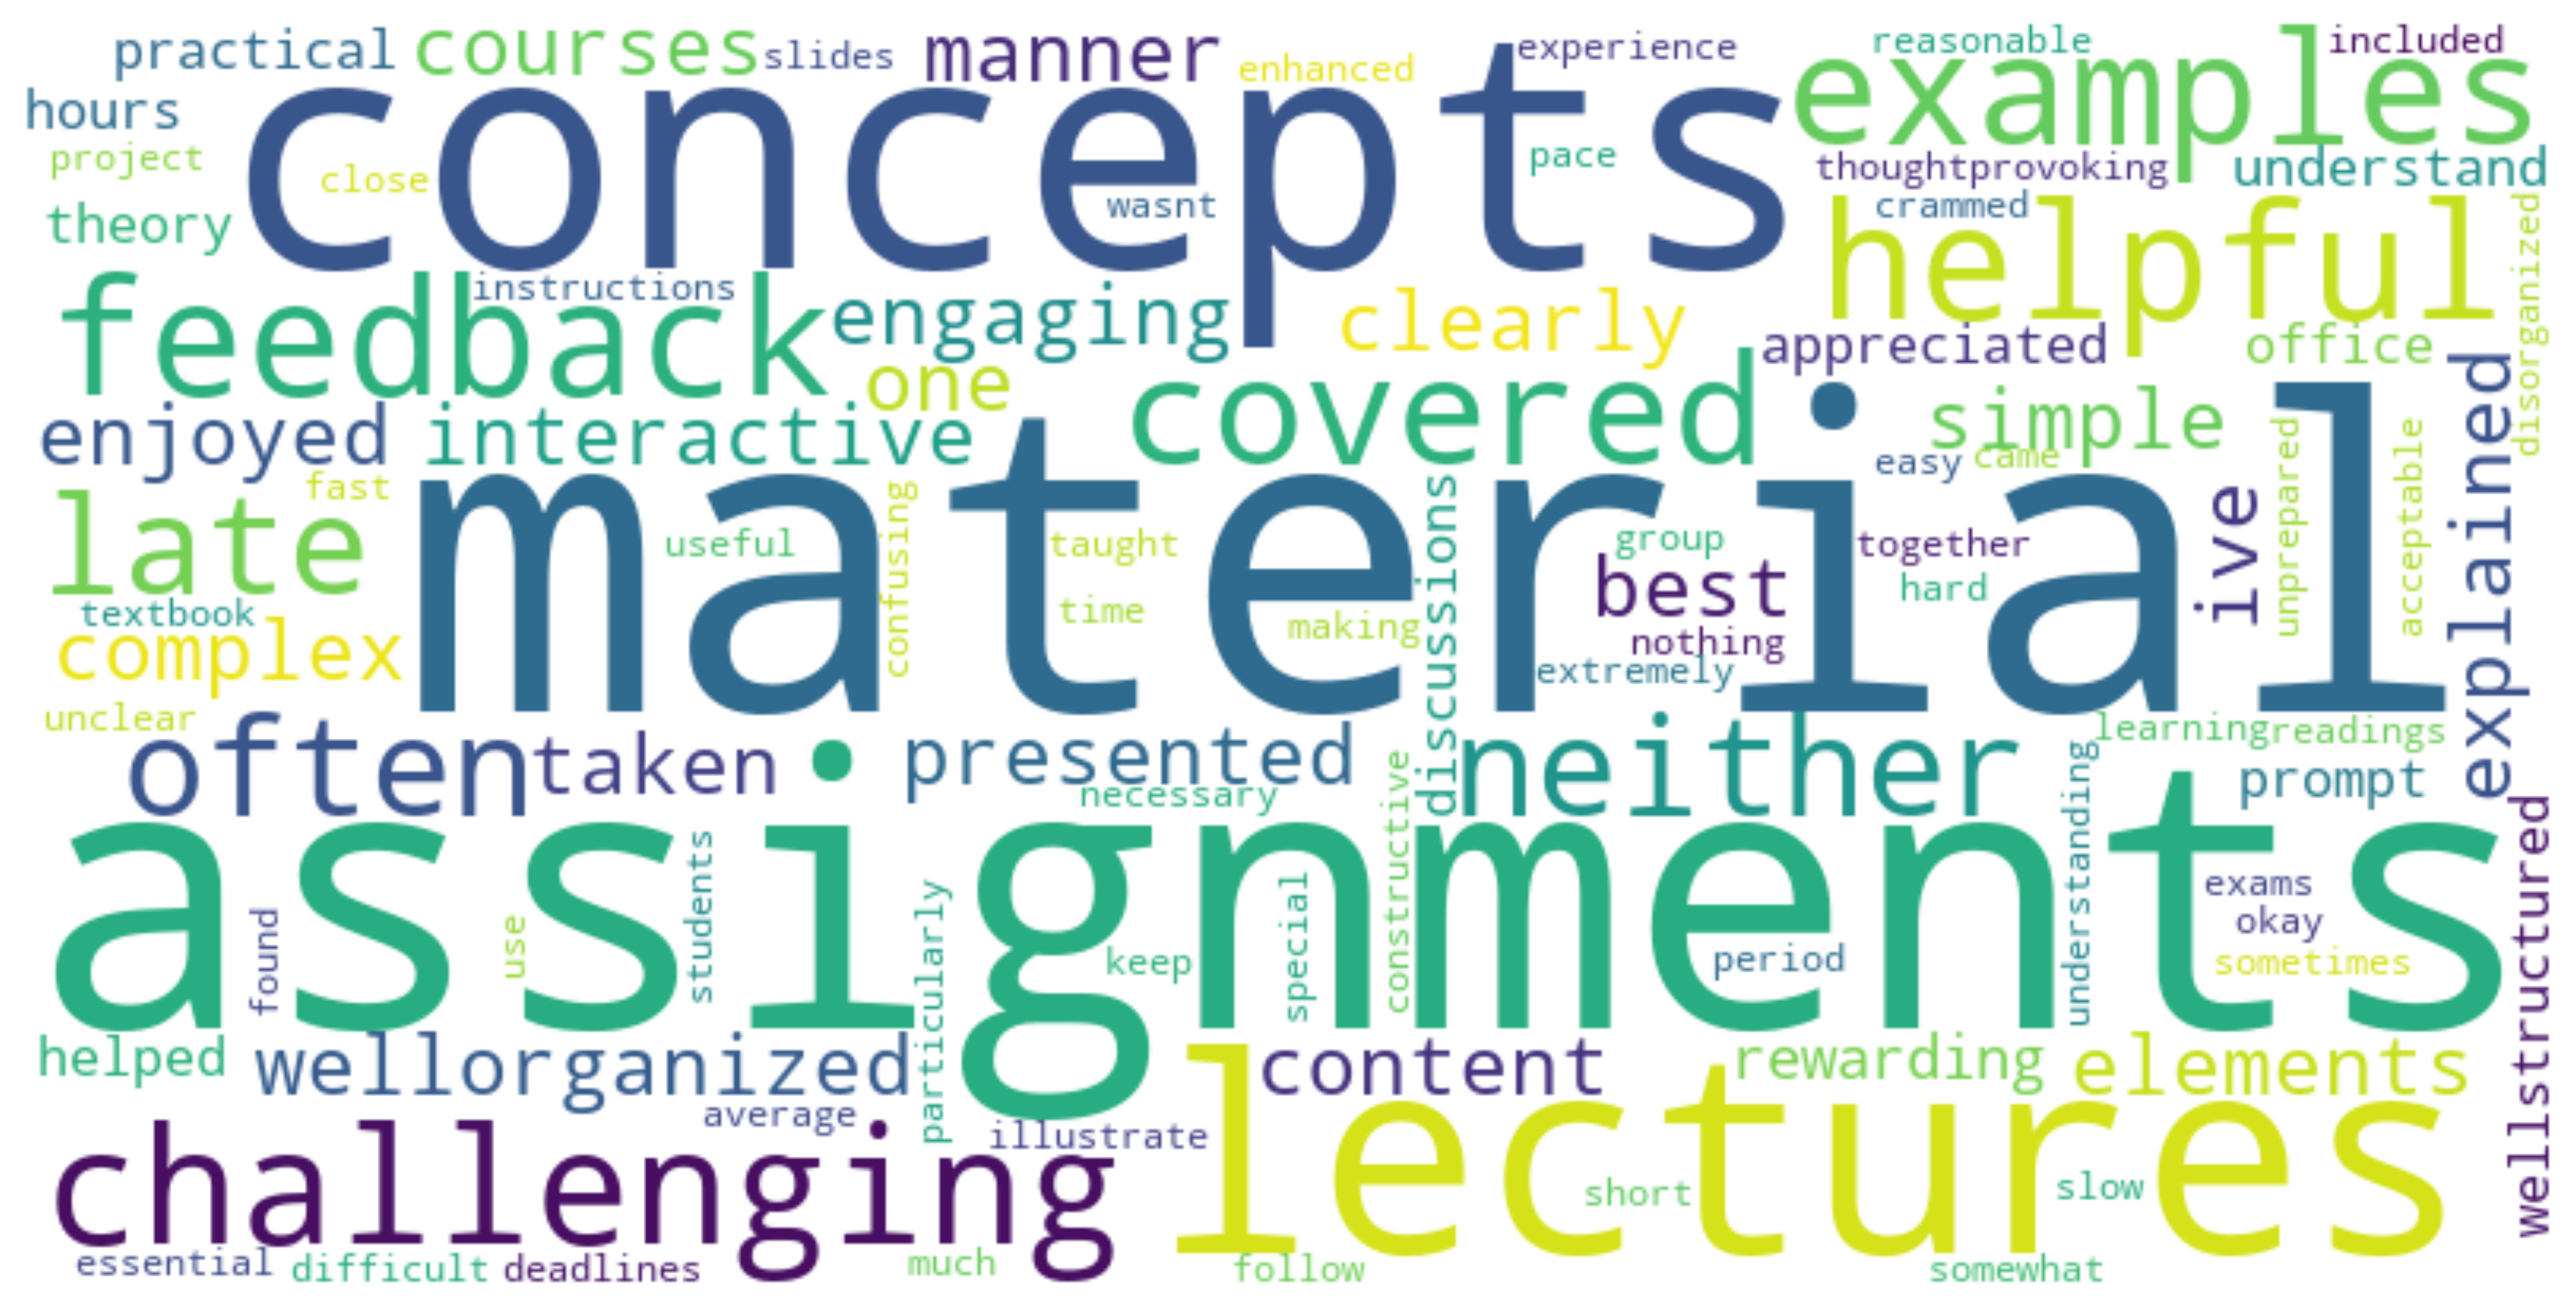 practical
courses
slides
manner
enhanced
experience
reasonable
included
hours
concepts
examples
project
close
wasnt
pace
thoughtprovoking
understand
theory
crammed
helpful
disorganized
feedback
instructions
engaging
clearly
appreciated
office
one
covered
simple
explained
enjoyed
interactive
easy
came
late
fast
material
useful
confusing
taught
time
making
discussions
group
best
nothing
extremely
together
hard
ive
unprepared
acceptable
textbook
complex
unclear
often
taken
presented
necessary
constructive
neither
learning
readings
understanding
prompt
wellstructured
assignments
found
use
students
particularly
keep
special
period
exams
okay
sometimes
helped
wellorganized
content
rewarding
elements
average
illustrate
challenging
lectures
short
slow
essential
difficult
deadlines
much
follow
somewhat